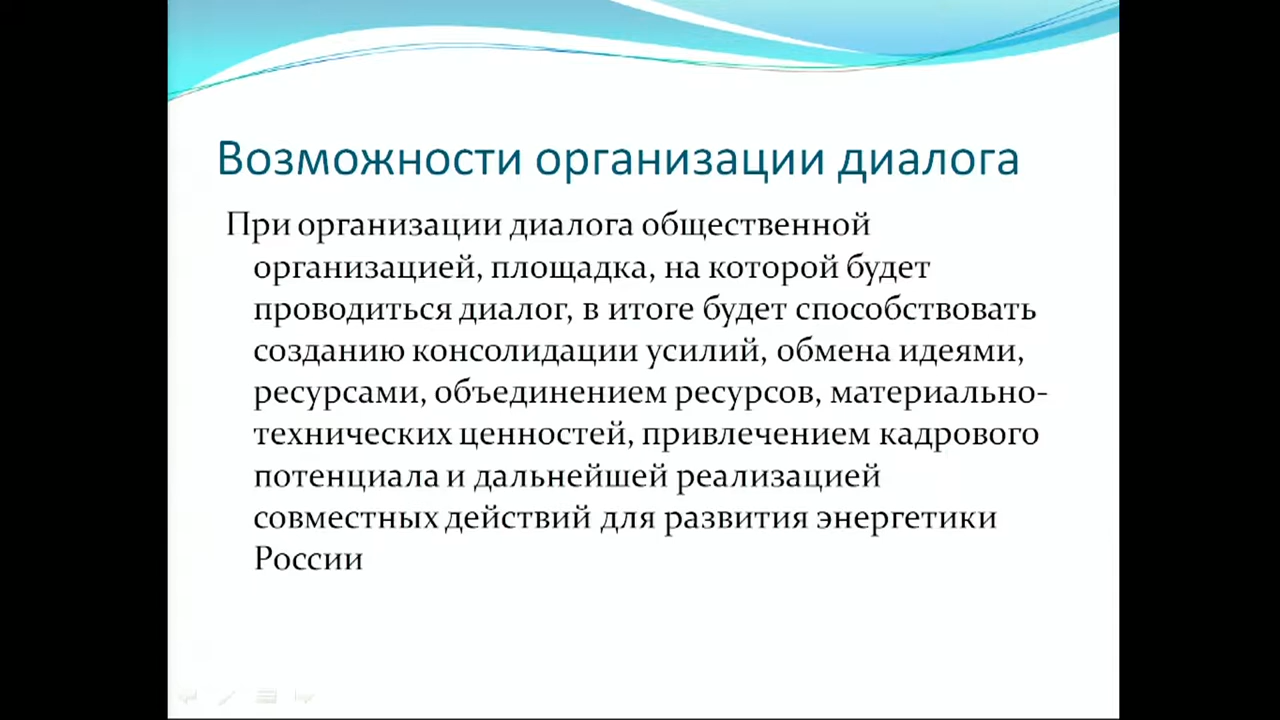 Возможности организации диалога
При организации диалога общественной
организацией, площадка, на которой будет
проводиться диалог, в итоге будет способствовать
созданию консолидации усилий, обмена идеями,
ресурсами, объединением ресурсов, материально-
технических ценностей, привлечением кадрового
потенциала и дальнейшей реализацией
совместных действий для развития энергетики
России